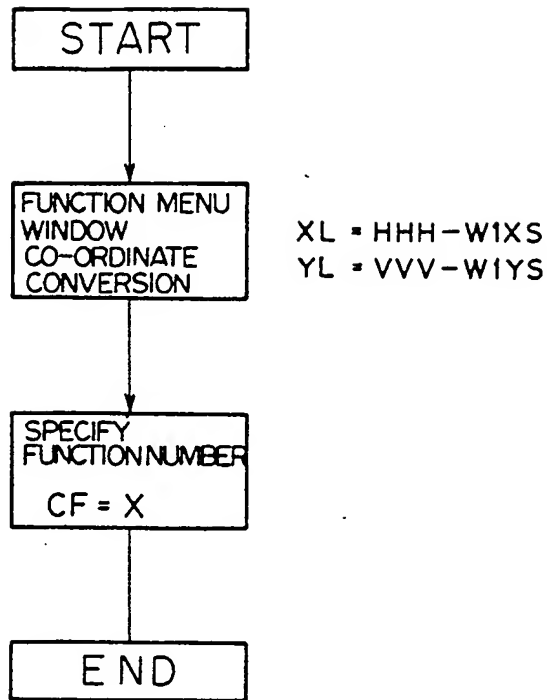 START
FUNCTION MENU
WINDOW
CO-ORDINATE
CONVERSION
XL = HHH-W1XS
YL = VVV-W1YS
SPECIFY
FUNCTION NUMBER
CF = X
END